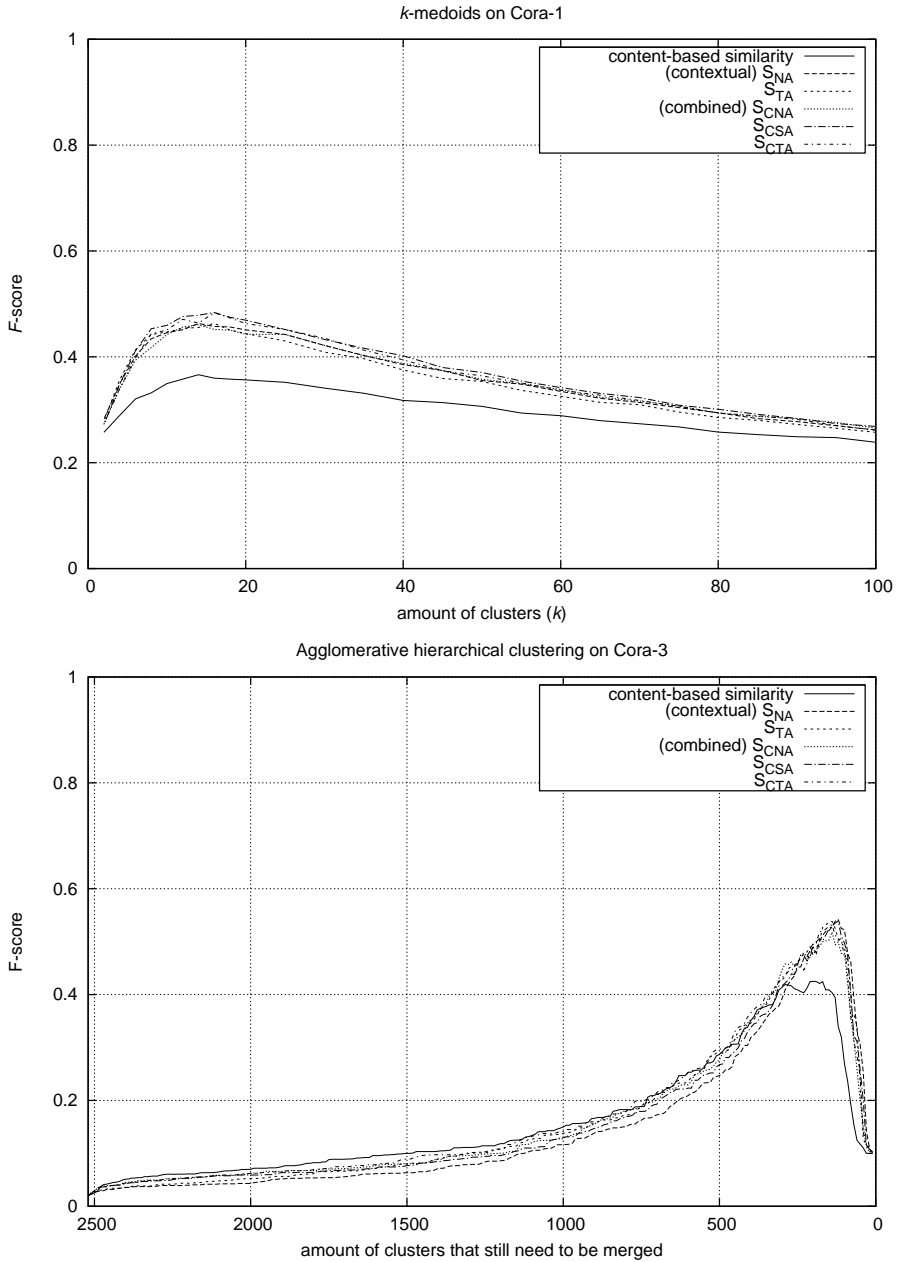 k-medoids on Cora-1
1
0.8
0.6
0.4
0.2
0
F-score
content-based similarity
(contextual) S_NA
S_TA
(combined) S_CNA
S_CSA
S_CTA
0 20 40 60 80 100
amount of clusters (k)
Agglomerative hierarchical clustering on Cora-3
1
0.8
0.6
0.4
0.2
0
F-score
content-based similarity
(contextual) S_NA
S_TA
(combined) S_CNA
S_CSA
S_CTA
2500 2000 1500 1000 500 0
amount of clusters that still need to be merged